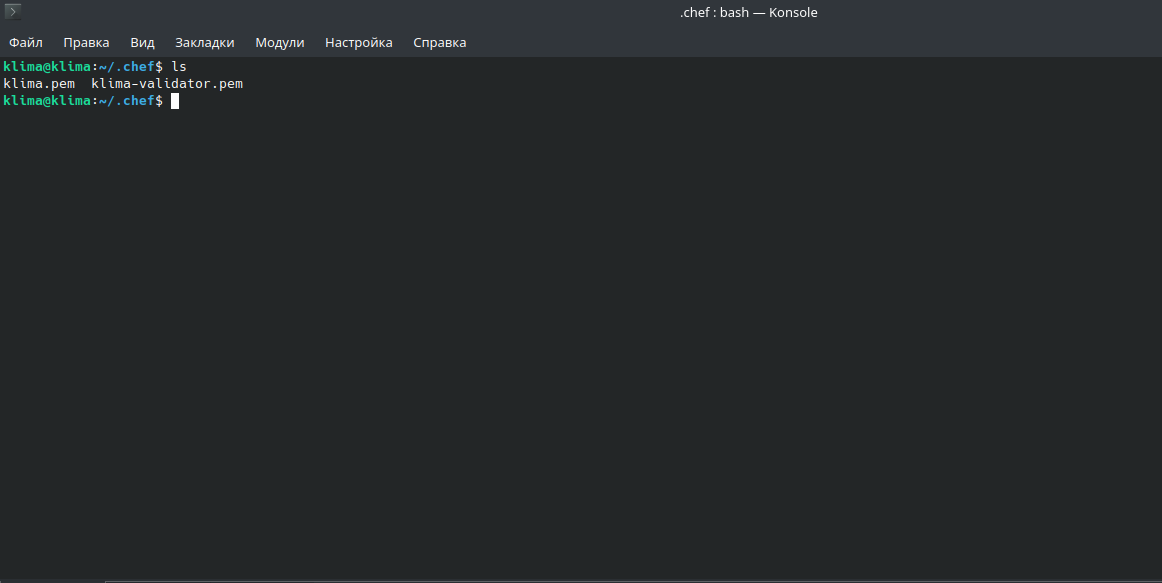 .chef : bash — Konsole
Файл Правка Вид Закладки Модули Настройка Справка
klima@klima:~/.chef$ ls
klima.pem  klima-validator.pem
klima@klima:~/.chef$